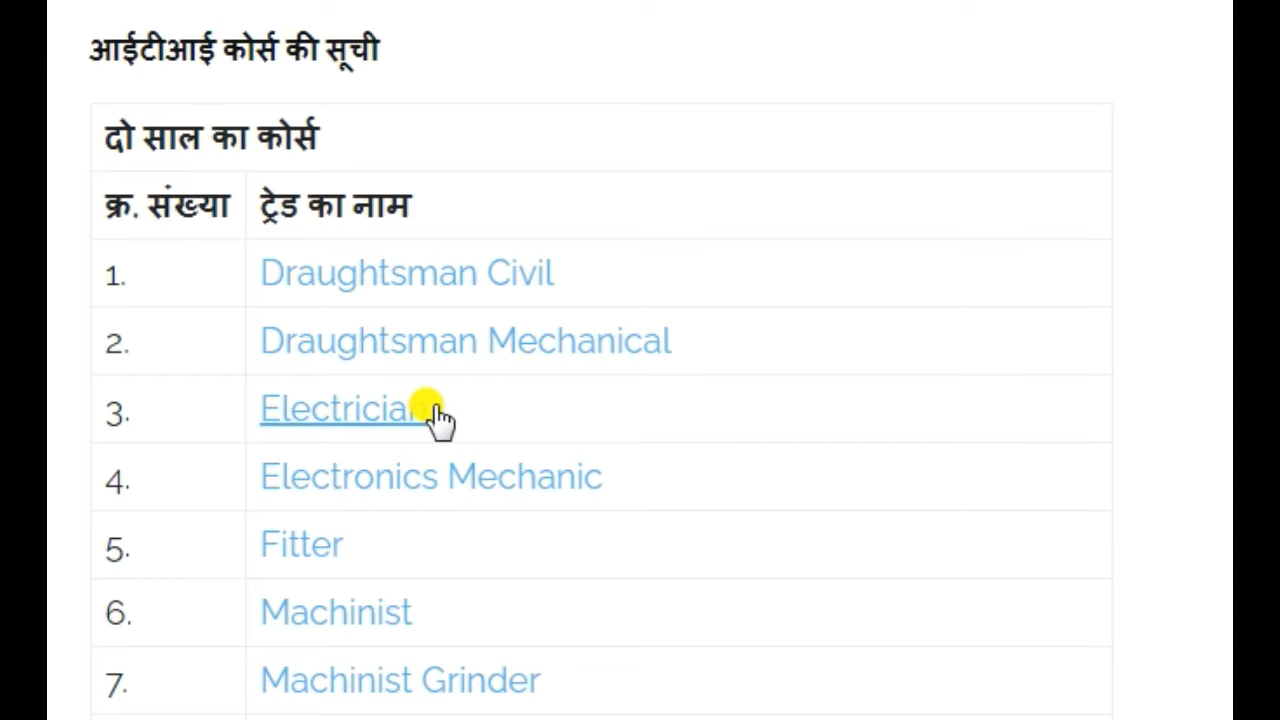 आईटीआई कोर्स की सूची
दो साल का कोर्स
क्र. संख्या ट्रेड का नाम
1. Draughtsman Civil
2. Draughtsman Mechanical
3. Electrician
4. Electronics Mechanic
5. Fitter
6. Machinist
7. Machinist Grinder